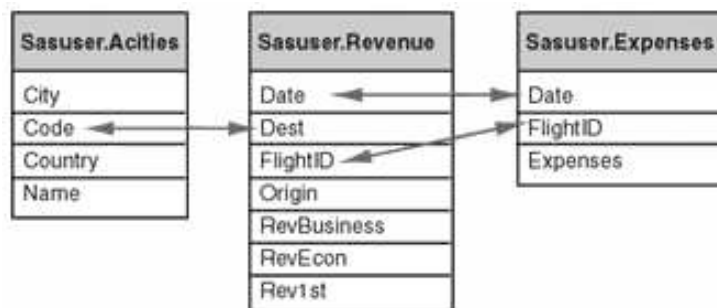 Sasuser.Acities
City
Code
Country
Name
Sasuser.Revenue
Date
Dest
FlightID
Origin
RevBusiness
RevEcon
Rev1st
Sasuser.Expenses
Date
FlightID
Expenses